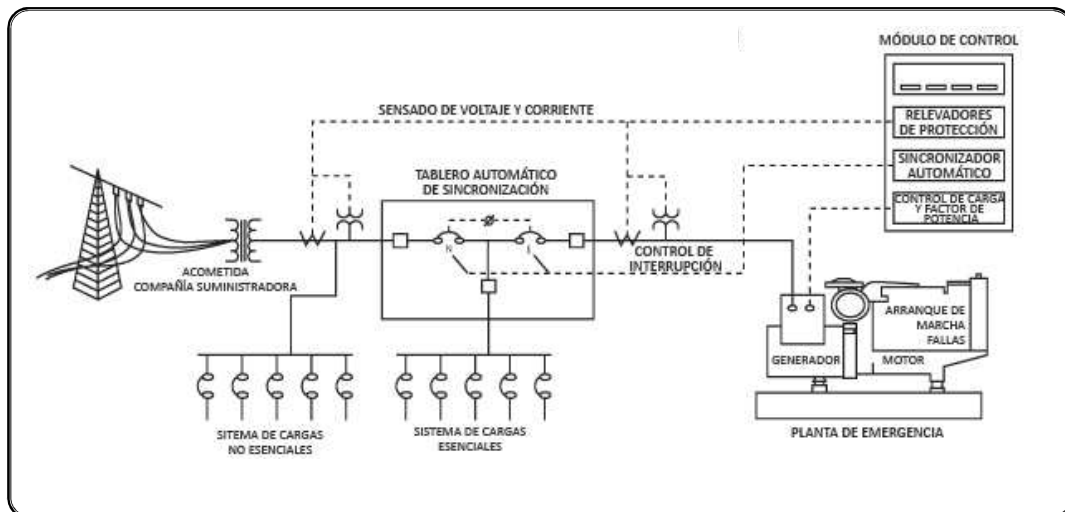 MÓDULO DE CONTROL
RELEVADORES
DE PROTECCIÓN
SINCRONIZADOR
AUTOMÁTICO
CONTROL DE CARGA
Y FACTOR DE
POTENCIA
SENSADO DE VOLTAJE Y CORRIENTE
TABLERO AUTOMÁTICO
DE SINCRONIZACIÓN
N
CONTROL DE
INTERRUPCIÓN
ACOMETIDA
COMPAÑÍA SUMINISTRADORA
ARRANQUE DE
MARCHA
FALLAS
GENERADOR
MOTOR
PLANTA DE EMERGENCIA
SITEMA DE CARGAS
NO ESENCIALES
SISTEMA DE CARGAS
ESENCIALES